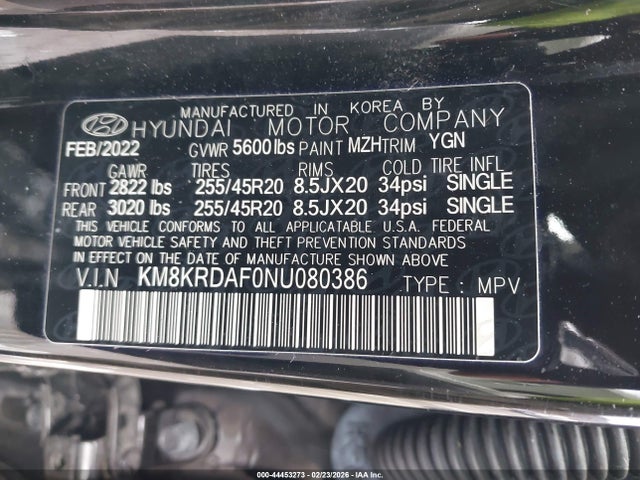 MANUFACTURED IN KOREA BY
HYUNDAI MOTOR COMPANY
FEB/2022 GVWR 5600 lbs PAINT MZH TRIM YGN
GAWR TIRES RIMS COLD TIRE INFL
FRONT 2822 lbs 255/45R20 8.5JX20 34psi SINGLE
REAR 3020 lbs 255/45R20 8.5JX20 34psi SINGLE
THIS VEHICLE CONFORMS TO ALL APPLICABLE U.S.A. FEDERAL
MOTOR VEHICLE SAFETY AND THEFT PREVENTION STANDARDS
IN EFFECT ON THE DATE OF MANUFACTURE SHOWN ABOVE
V.I.N KM8KRDAF0NU080386 TYPE : MPV
000-44453273 - 02/23/2026 - IAA Inc.